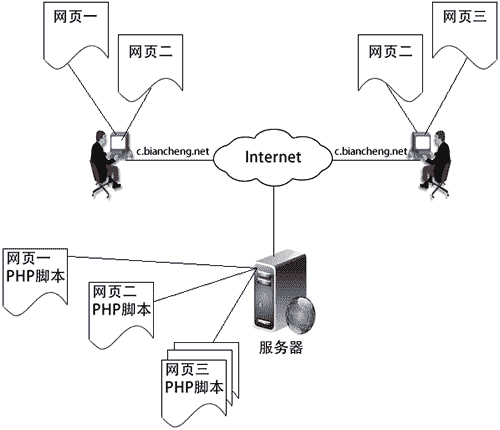 网页一
网页二
网页二
网页三
c.biancheng.net
Internet
c.biancheng.net
网页一
PHP脚本
网页二
PHP脚本
网页三
PHP脚本
服务器